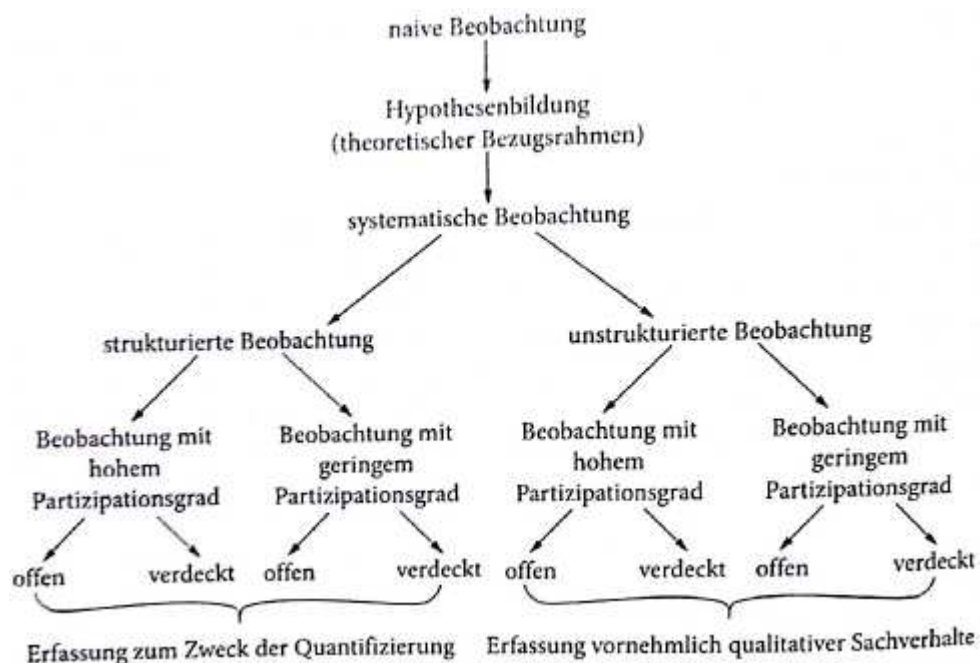 naive Beobachtung
Hypothesenbildung
(theoretischer Bezugsrahmen)
systematische Beobachtung
strukturierte Beobachtung
unstrukturierte Beobachtung
Beobachtung mit
hohem
Partizipationsgrad
Beobachtung mit
geringem
Partizipationsgrad
Beobachtung mit
hohem
Partizipationsgrad
Beobachtung mit
geringem
Partizipationsgrad
offen
verdeckt
offen
verdeckt
offen
verdeckt
offen
verdeckt
Erfassung zum Zweck der Quantifizierung
Erfassung vornehmlich qualitativer Sachverhalte